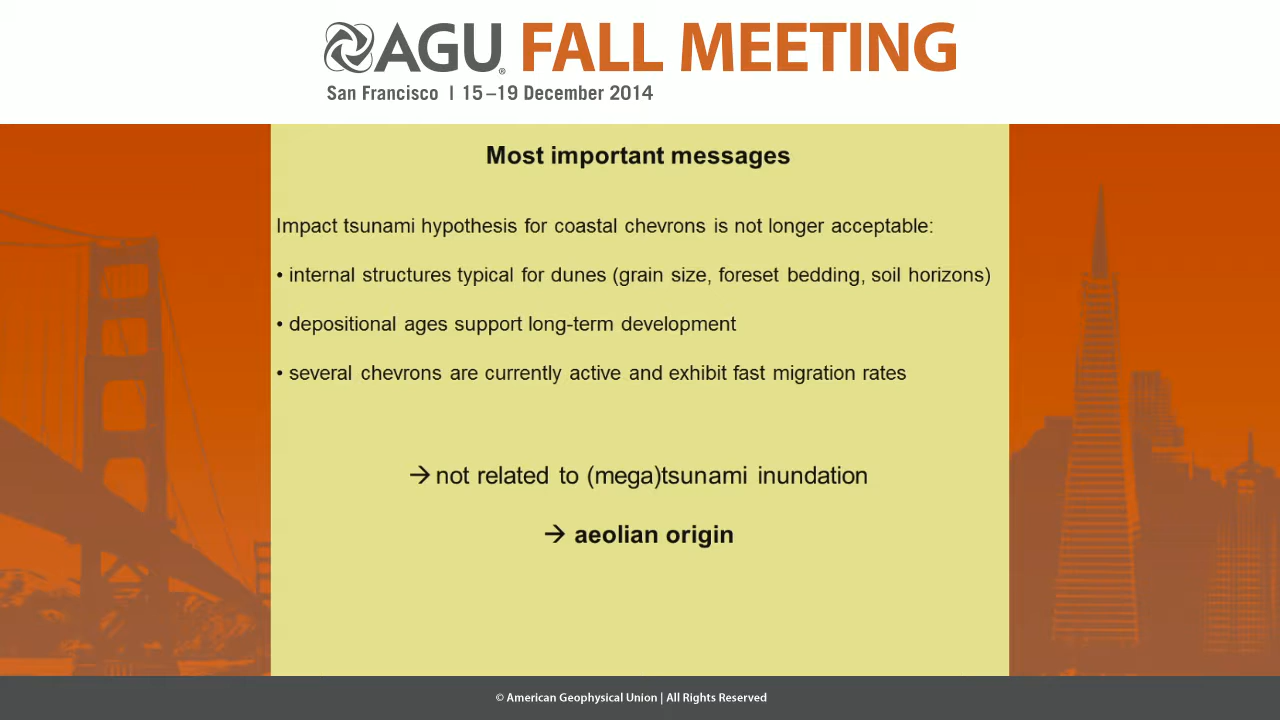 AGU® FALL MEETING
San Francisco | 15–19 December 2014
Most important messages
Impact tsunami hypothesis for coastal chevrons is not longer acceptable:
• internal structures typical for dunes (grain size, foreset bedding, soil horizons)
• depositional ages support long-term development
• several chevrons are currently active and exhibit fast migration rates
→ not related to (mega)tsunami inundation
→ aeolian origin
© American Geophysical Union | All Rights Reserved